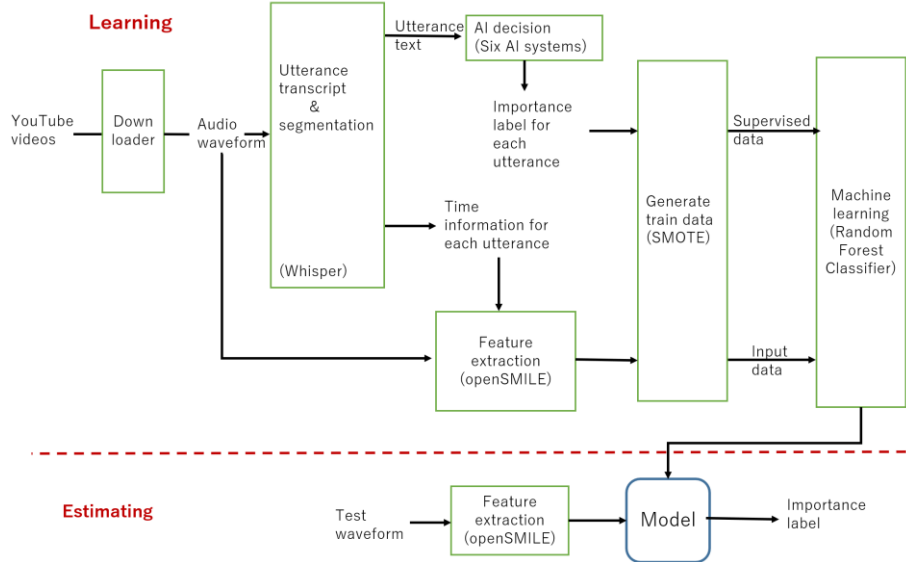 Learning
YouTube
videos
Down
loader
Audio
waveform
Utterance
transcript
&
segmentation
(Whisper)
Utterance
text
AI decision
(Six AI systems)
Importance
label for
each
utterance
Time
information for
each utterance
Feature
extraction
(openSMILE)
Generate
train data
(SMOTE)
Supervised
data
Input
data
Machine
learning
(Random
Forest
Classifier)
Estimating
Test
waveform
Feature
extraction
(openSMILE)
Model
Importance
label